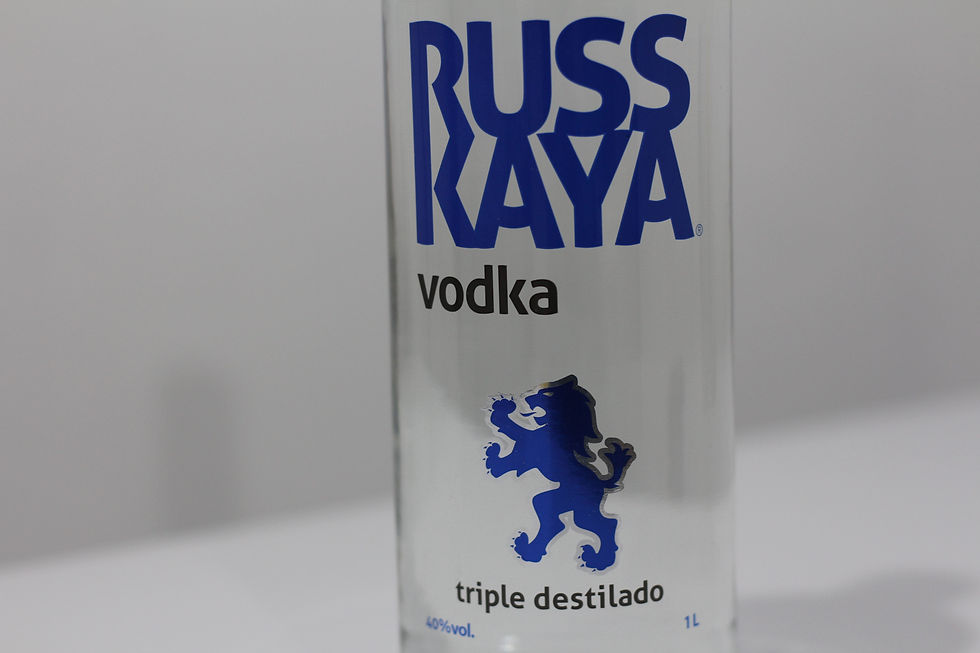 RUSS
KAYA®
vodka
triple destilado
40%vol.
1L